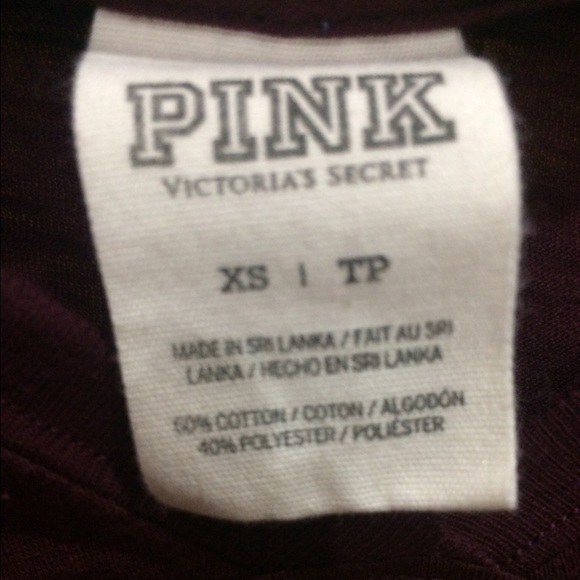 PINK
VICTORIA'S SECRET
XS | TP
MADE IN SRI LANKA / FAIT AU SRI
LANKA / HECHO EN SRI LANKA
60% COTTON / COTON / ALGODÓN
40% POLYESTER / POLIÉSTER